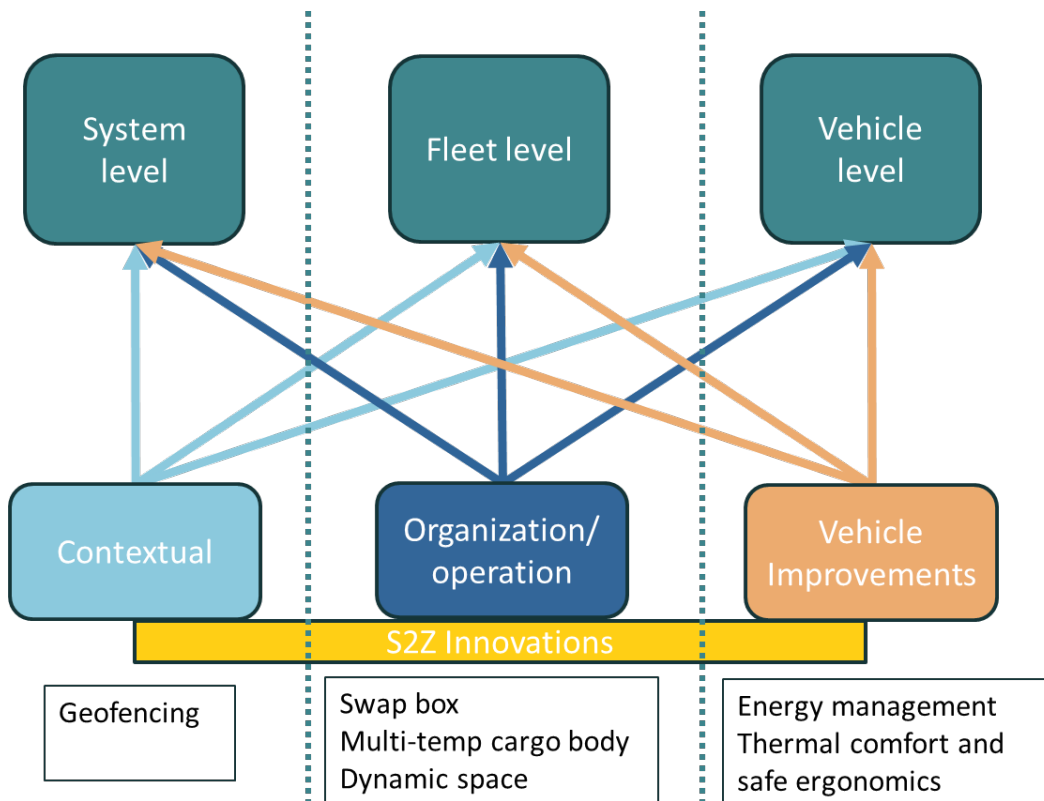 System
level
Fleet level
Vehicle
level
Contextual
Organization/
operation
Vehicle
Improvements
S2Z Innovations
Geofencing
Swap box
Multi-temp cargo body
Dynamic space
Energy management
Thermal comfort and
safe ergonomics